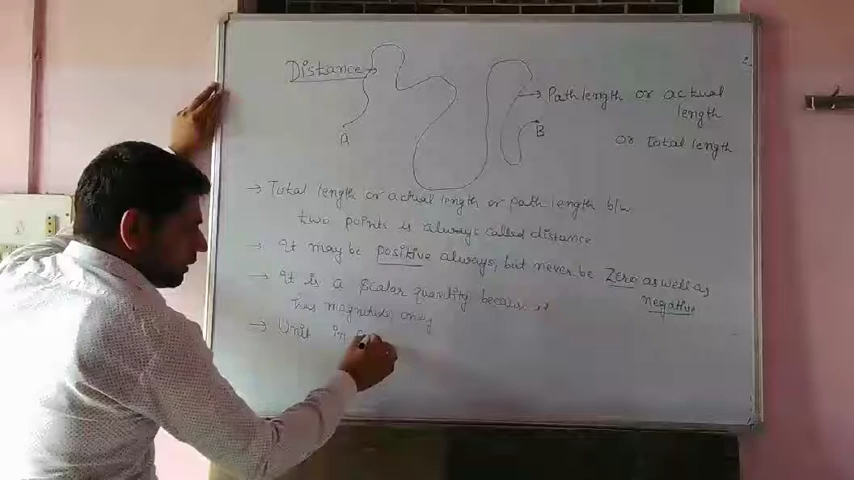 Distance
Path length or actual
length
or Total length
A
B
→ Total length or actual length or path length b/w
two points is always called distance
→ It may be positive always, but never be Zero as well as
negative
→ It is a Scalar quantity because it
has magnitude only
→ Unit in